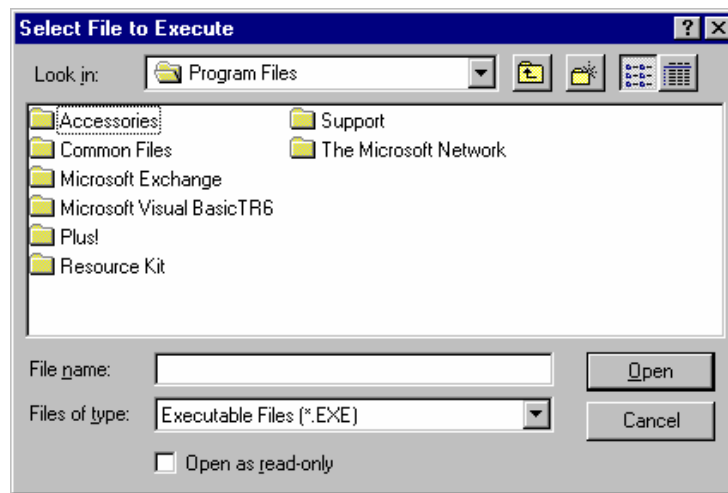 Select File to Execute
Look in: Program Files
Accessories
Common Files
Microsoft Exchange
Microsoft Visual BasicTR6
Plus!
Resource Kit
Support
The Microsoft Network
File name:
Open
Files of type: Executable Files (*.EXE)
Cancel
Open as read-only